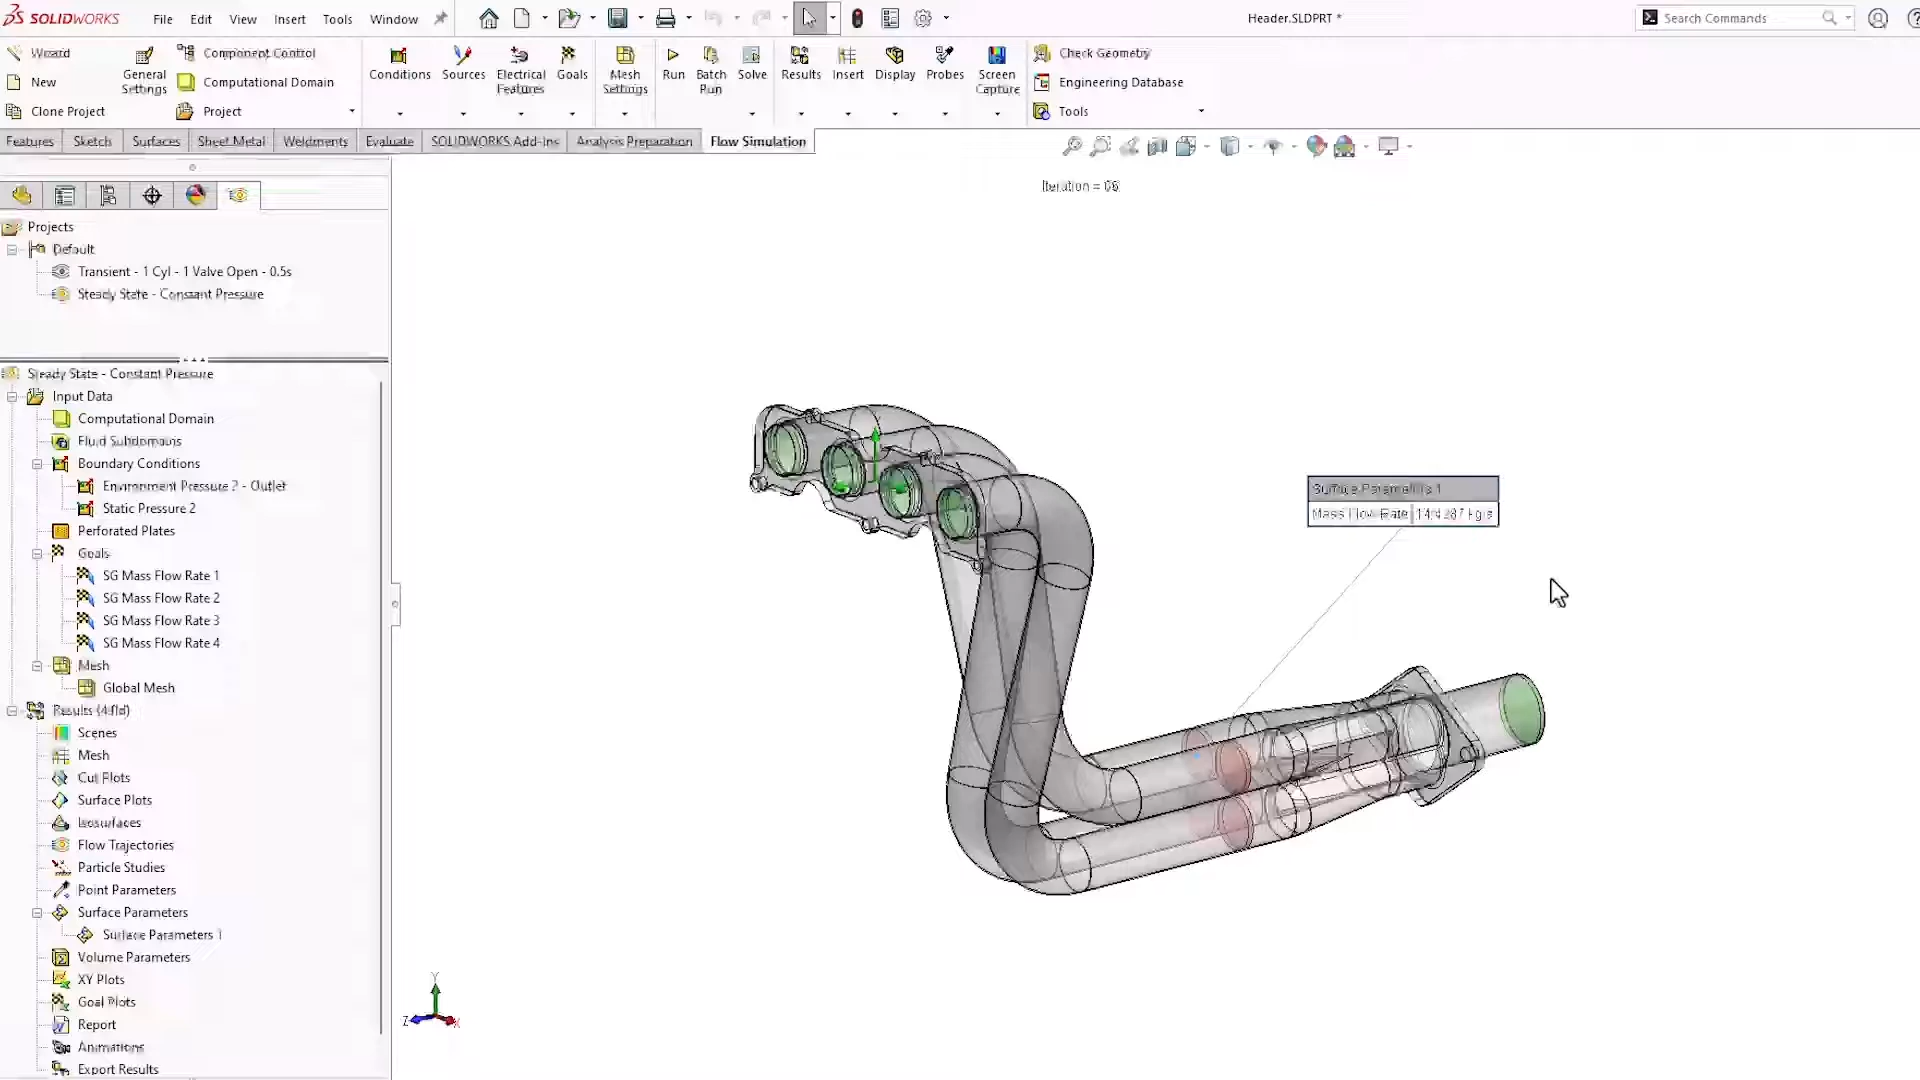 SOLIDWORKS File Edit View Insert Tools Window
Header.SLDPRT *
Search Commands
Wizard
New
Clone Project
General Settings
Component Control
Computational Domain
Project
Conditions
Sources
Electrical Features
Goals
Mesh Settings
Run
Batch Run
Solve
Results
Insert
Display
Probes
Screen Capture
Check Geometry
Engineering Database
Tools
Features Sketch Surfaces Sheet Metal Weldments Evaluate SOLIDWORKS Add-Ins Analysis Preparation Flow Simulation
Iteration =
Projects
Default
Transient - 1 Cyl - 1 Valve Open - 0.5s
Steady State - Constant Pressure
Steady State - Constant Pressure
Input Data
Computational Domain
Fluid Subdomains
Boundary Conditions
Environment Pressure 2 - Outlet
Static Pressure 2
Perforated Plates
Goals
SG Mass Flow Rate 1
SG Mass Flow Rate 2
SG Mass Flow Rate 3
SG Mass Flow Rate 4
Mesh
Global Mesh
Results (4.fld)
Scenes
Mesh
Cut Plots
Surface Plots
Isosurfaces
Flow Trajectories
Particle Studies
Point Parameters
Surface Parameters
Surface Parameters 1
Volume Parameters
XY Plots
Goal Plots
Report
Animations
Export Results
Surface Parameters 1
Mass Flow Rate
Y
Z
X